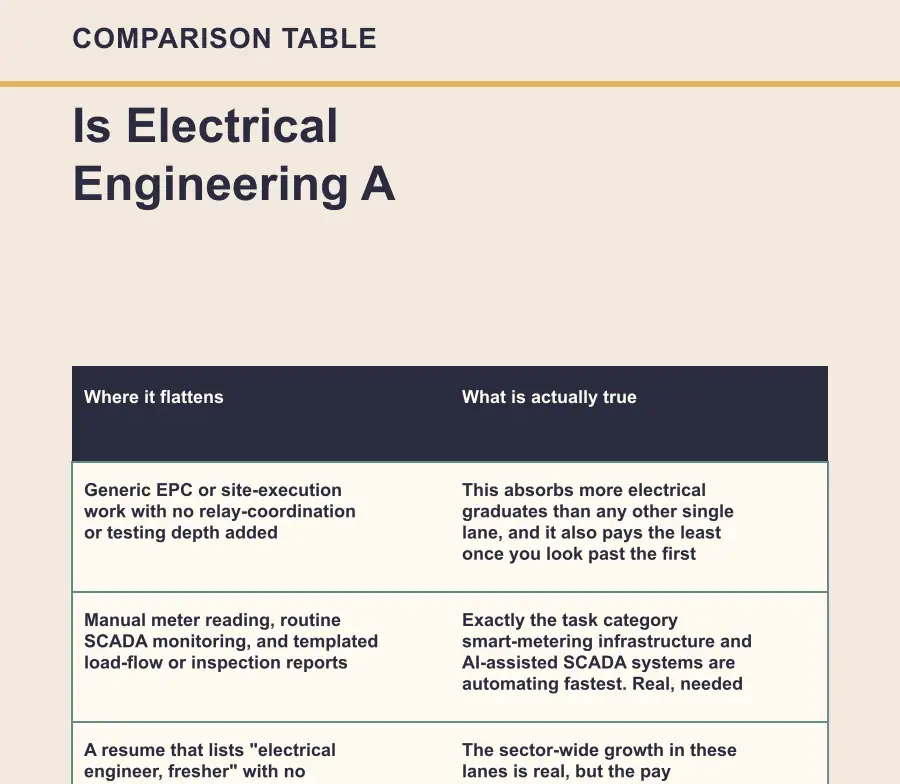 COMPARISON TABLE
Is Electrical
Engineering A
Where it flattens
What is actually true
Generic EPC or site-execution
work with no relay-coordination
or testing depth added
This absorbs more electrical
graduates than any other single
lane, and it also pays the least
once you look past the first
Manual meter reading, routine
SCADA monitoring, and templated
load-flow or inspection reports
Exactly the task category
smart-metering infrastructure and
AI-assisted SCADA systems are
automating fastest. Real, needed
A resume that lists "electrical
engineer, fresher" with no
The sector-wide growth in these
lanes is real, but the pay